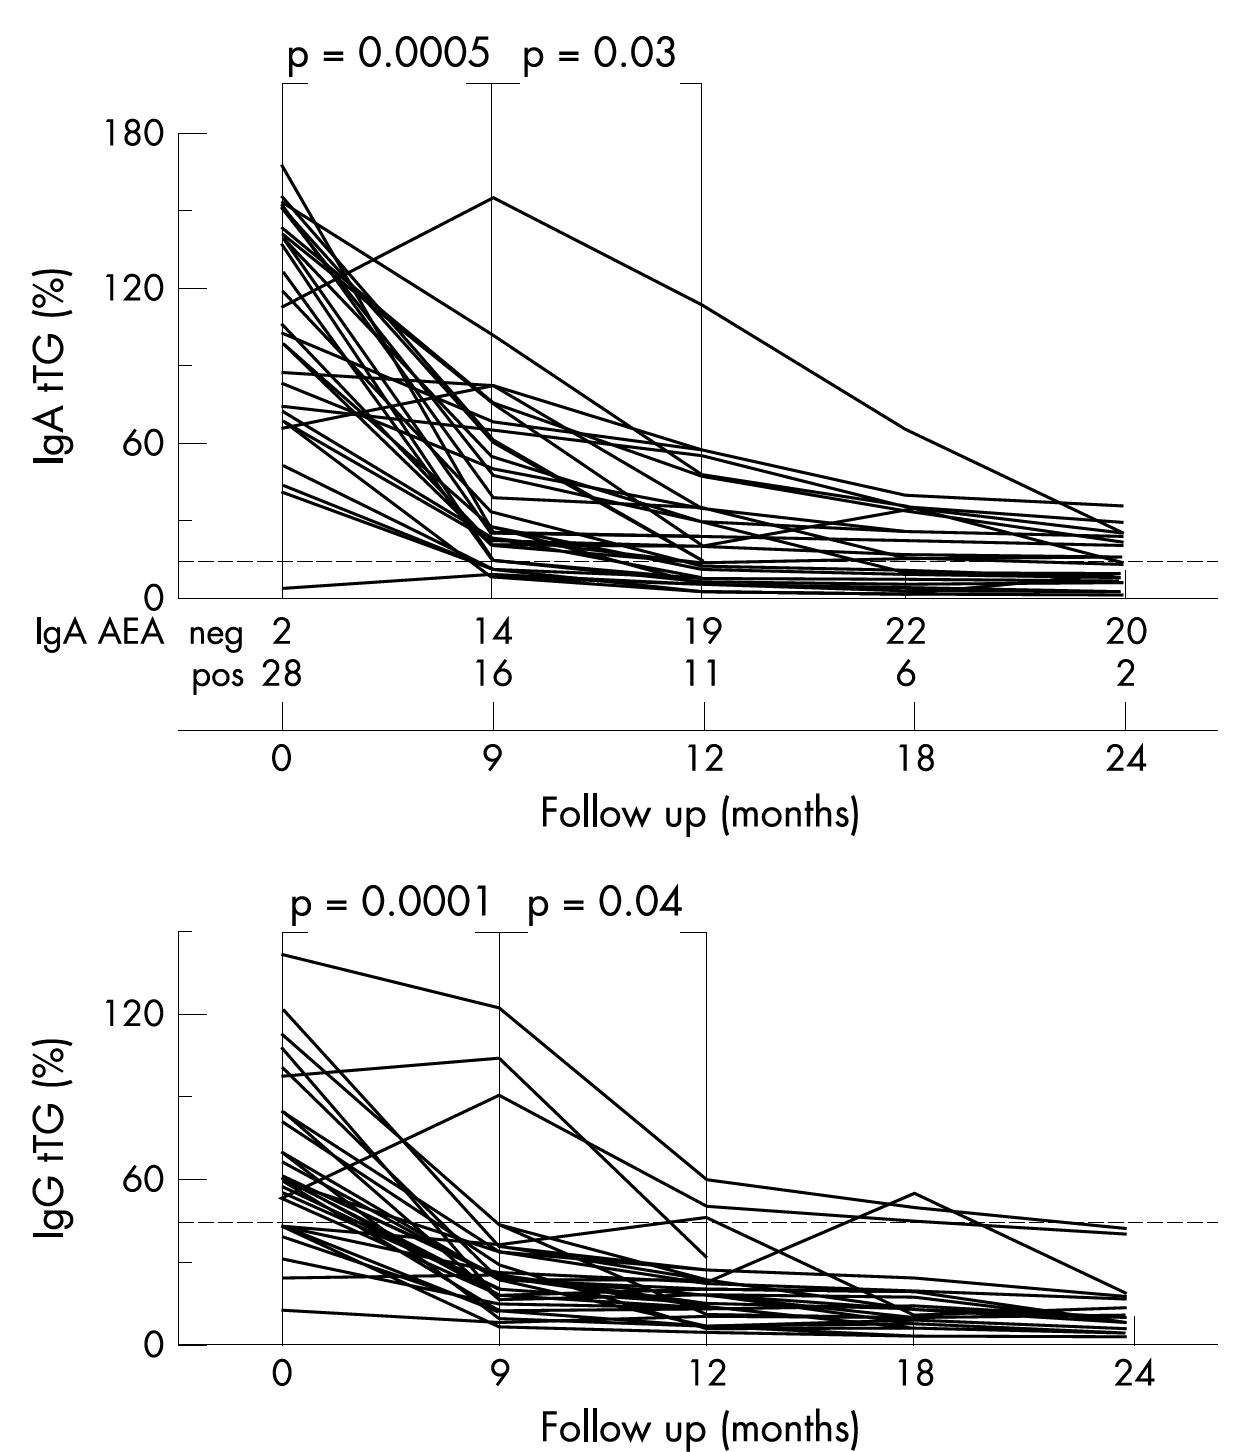 p = 0.0005 p = 0.03
180
120
60
0
IgA tTG (%)
IgA AEA neg 2 14 19 22 20
pos 28 16 11 6 2
0 9 12 18 24
Follow up (months)
p = 0.0001 p = 0.04
120
60
0
IgG tTG (%)
0 9 12 18 24
Follow up (months)